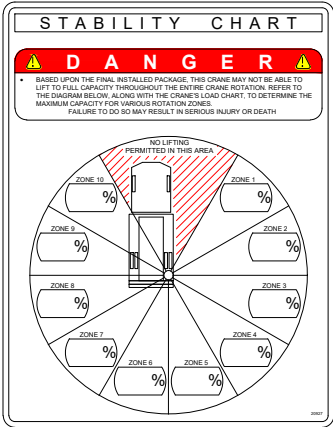 STABILITY CHART
DANGER
• BASED UPON THE FINAL INSTALLED PACKAGE, THIS CRANE MAY NOT BE ABLE TO
LIFT TO FULL CAPACITY THROUGHOUT THE ENTIRE CRANE ROTATION. REFER TO
THE DIAGRAM BELOW, ALONG WITH THE CRANE'S LOAD CHART, TO DETERMINE THE
MAXIMUM CAPACITY FOR VARIOUS ROTATION ZONES.
FAILURE TO DO SO MAY RESULT IN SERIOUS INJURY OR DEATH
NO LIFTING
PERMITTED IN THIS AREA
ZONE 10
%
ZONE 1
%
ZONE 9
%
ZONE 2
%
ZONE 8
%
ZONE 3
%
ZONE 7
%
ZONE 4
%
ZONE 6
%
ZONE 5
%
20827